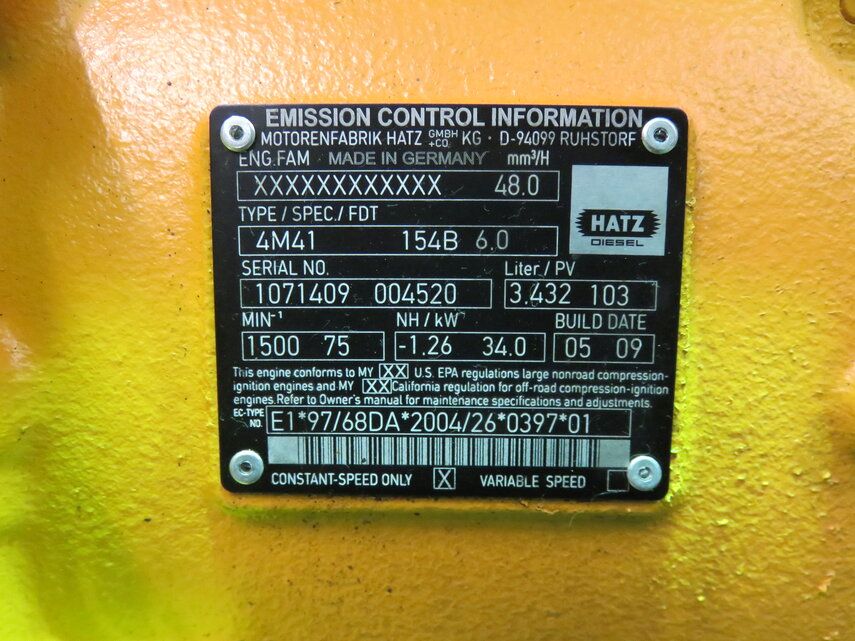 EMISSION CONTROL INFORMATION
MOTORENFABRIK HATZ GMBH +CO KG · D-94099 RUHSTORF
ENG.FAM MADE IN GERMANY mm³/H
XXXXXXXXXXXX 48.0
TYPE / SPEC./ FDT
HATZ
DIESEL
4M41 154B 6.0
SERIAL NO. Liter / PV
1071409 004520 3.432 103
MIN⁻¹ NH / kW BUILD DATE
1500 75 -1.26 34.0 05 09
This engine conforms to MY XX U.S. EPA regulations large nonroad compression-
ignition engines and MY XX California regulation for off-road compression-ignition
engines. Refer to Owner's manual for maintenance specifications and adjustments.
EC-TYPE NO. E1*97/68DA*2004/26*0397*01
CONSTANT-SPEED ONLY X VARIABLE SPEED